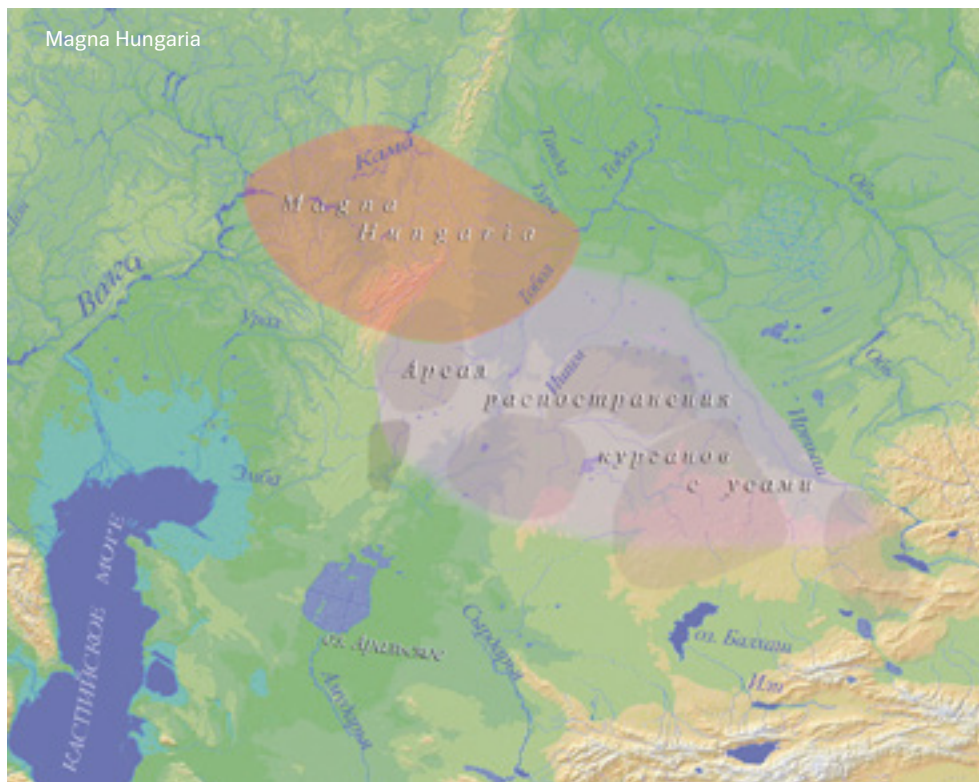 Magna Hungaria
Кама
Тавда
Тобол
Обь
Тура
Magna
Hungaria
Волга
Тобол
Урал
Ареал
Ишим
Обь
распостранения
Иртыш
курганов
Эмба
с усами
КАСПИЙСКОЕ МОРЕ
Сырдарья
оз. Аральское
оз. Балхаш
Амударья
Или